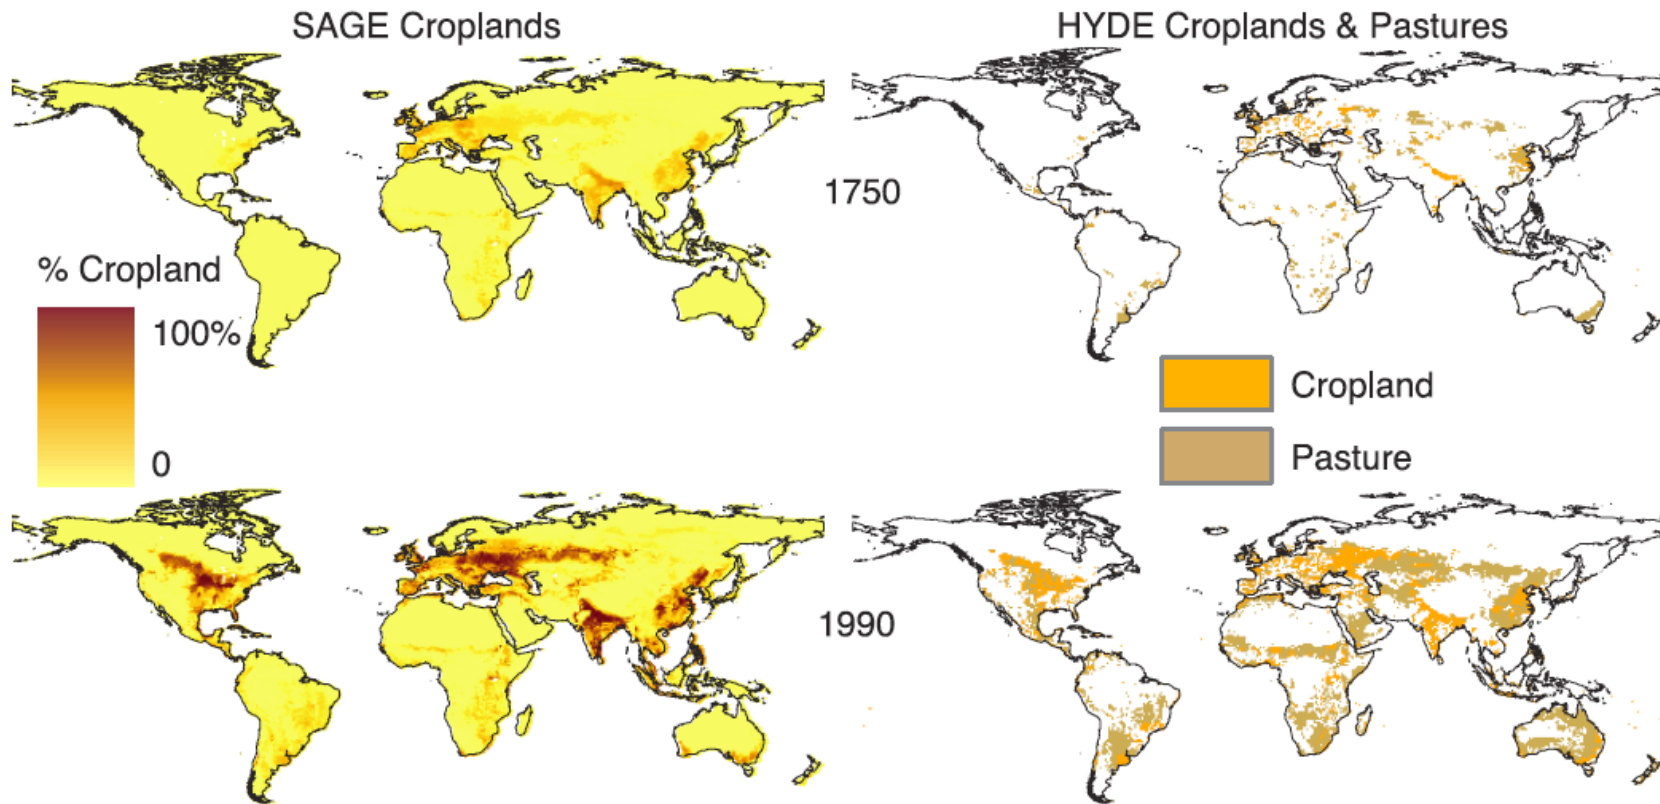 SAGE Croplands
HYDE Croplands & Pastures
1750
% Cropland
100%
0
Cropland
Pasture
1990